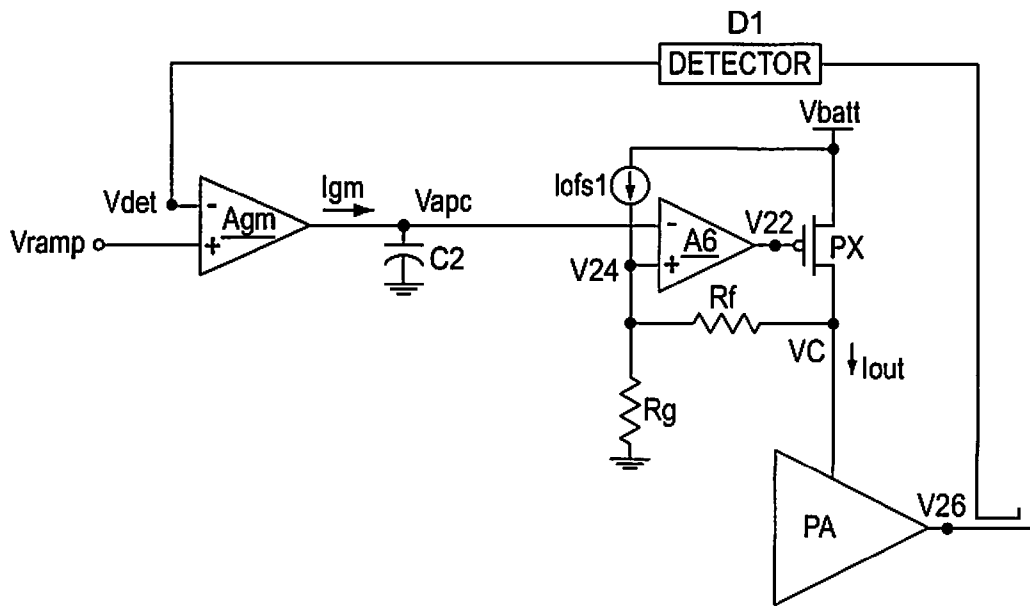 D1
DETECTOR
Vbatt
Iofs1
Igm
Vapc
Vdet
-
Agm
+
Vramp
C2
-
A6
+
V22
PX
V24
Rf
VC
Iout
Rg
V26
PA